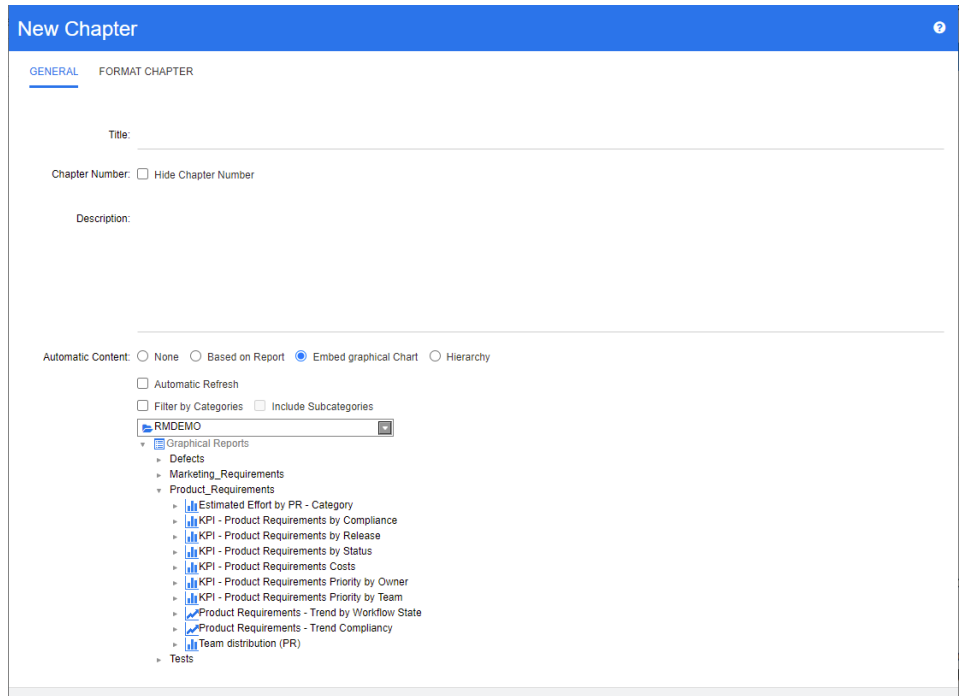 New Chapter
?
GENERAL FORMAT CHAPTER
Title:
Chapter Number: Hide Chapter Number
Description:
Automatic Content: None Based on Report Embed graphical Chart Hierarchy
Automatic Refresh
Filter by Categories Include Subcategories
RMDEMO
Graphical Reports
Defects
Marketing_Requirements
Product_Requirements
Estimated Effort by PR - Category
KPI - Product Requirements by Compliance
KPI - Product Requirements by Release
KPI - Product Requirements by Status
KPI - Product Requirements Costs
KPI - Product Requirements Priority by Owner
KPI - Product Requirements Priority by Team
Product Requirements - Trend by Workflow State
Product Requirements - Trend Compliancy
Team distribution (PR)
Tests